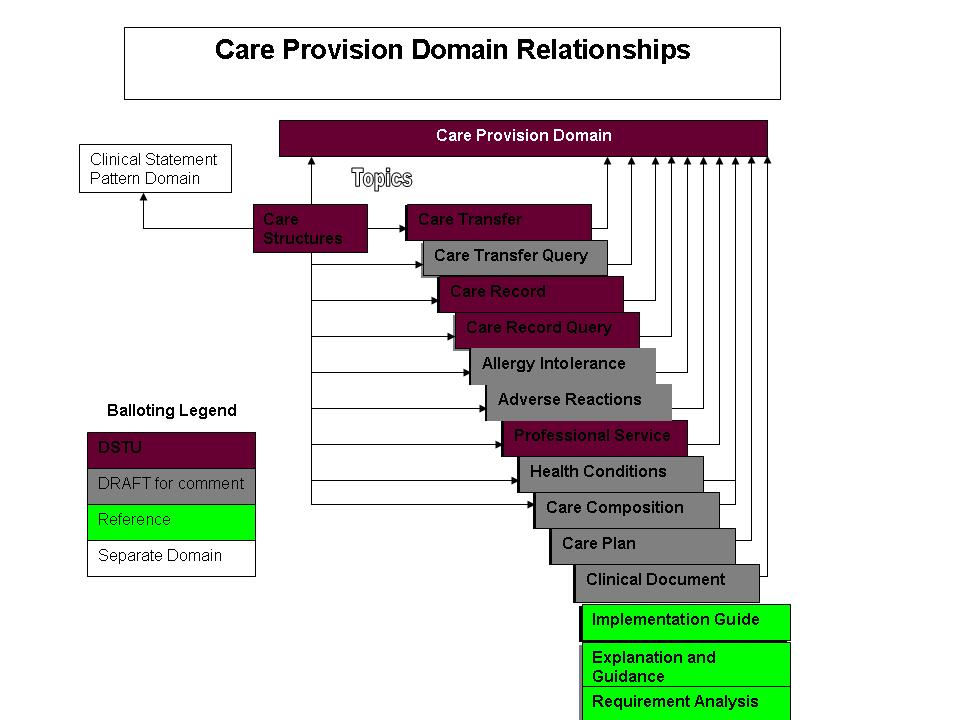 Care Provision Domain Relationships
Care Provision Domain
Clinical Statement
Pattern Domain
Topics
Care
Structures
Care Transfer
Care Transfer Query
Care Record
Care Record Query
Allergy Intolerance
Adverse Reactions
Professional Service
Health Conditions
Care Composition
Care Plan
Clinical Document
Implementation Guide
Explanation and
Guidance
Requirement Analysis
Balloting Legend
DSTU
DRAFT for comment
Reference
Separate Domain